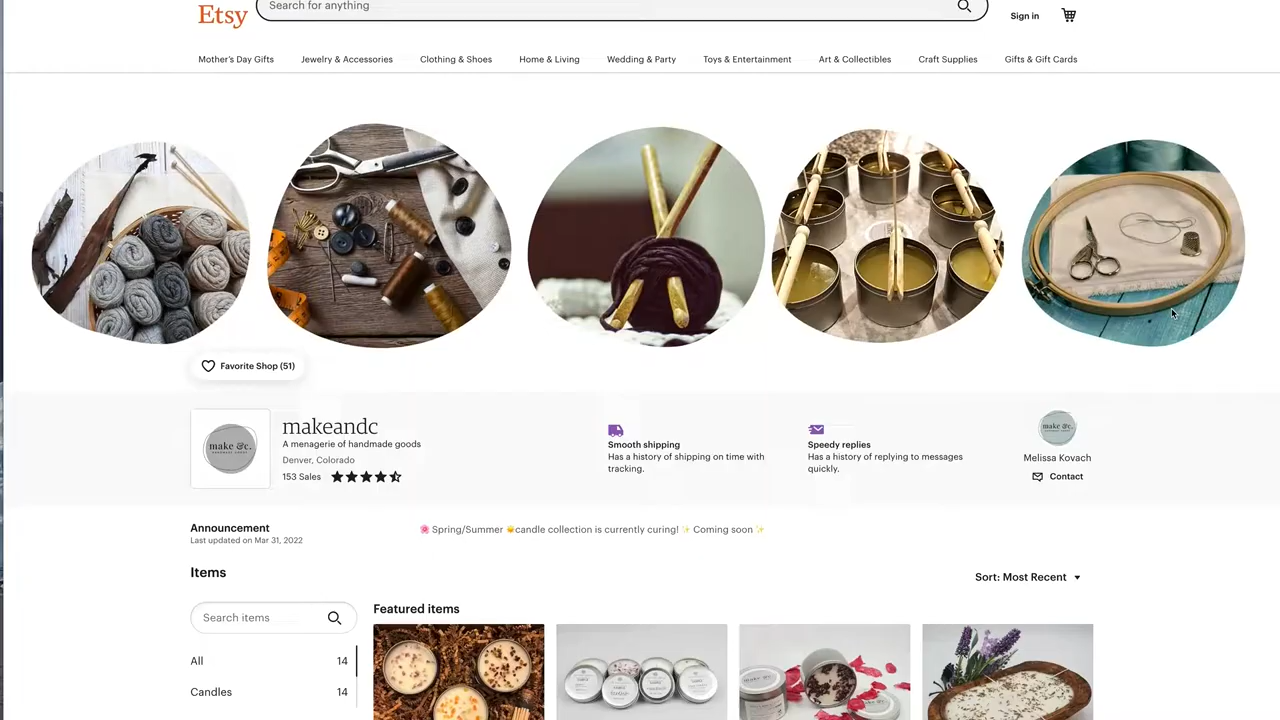 Etsy
Search for anything
Sign in
Mother's Day Gifts
Jewelry & Accessories
Clothing & Shoes
Home & Living
Wedding & Party
Toys & Entertainment
Art & Collectibles
Craft Supplies
Gifts & Gift Cards
Favorite Shop (51)
make &c.
makeandc
A menagerie of handmade goods
Denver, Colorado
153 Sales
Smooth shipping
Has a history of shipping on time with
tracking.
Speedy replies
Has a history of replying to messages
quickly.
make &c.
Melissa Kovach
Contact
Announcement
Last updated on Mar 31, 2022
🌸 Spring/Summer 🌞candle collection is currently curing! ✨ Coming soon ✨
Items
Sort: Most Recent
Search items
Featured items
All 14
Candles 14